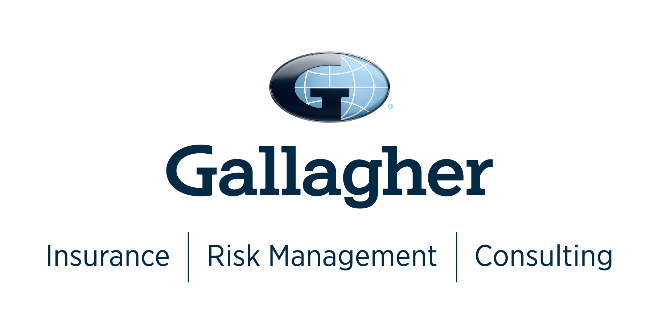 G
Gallagher
Insurance | Risk Management | Consulting